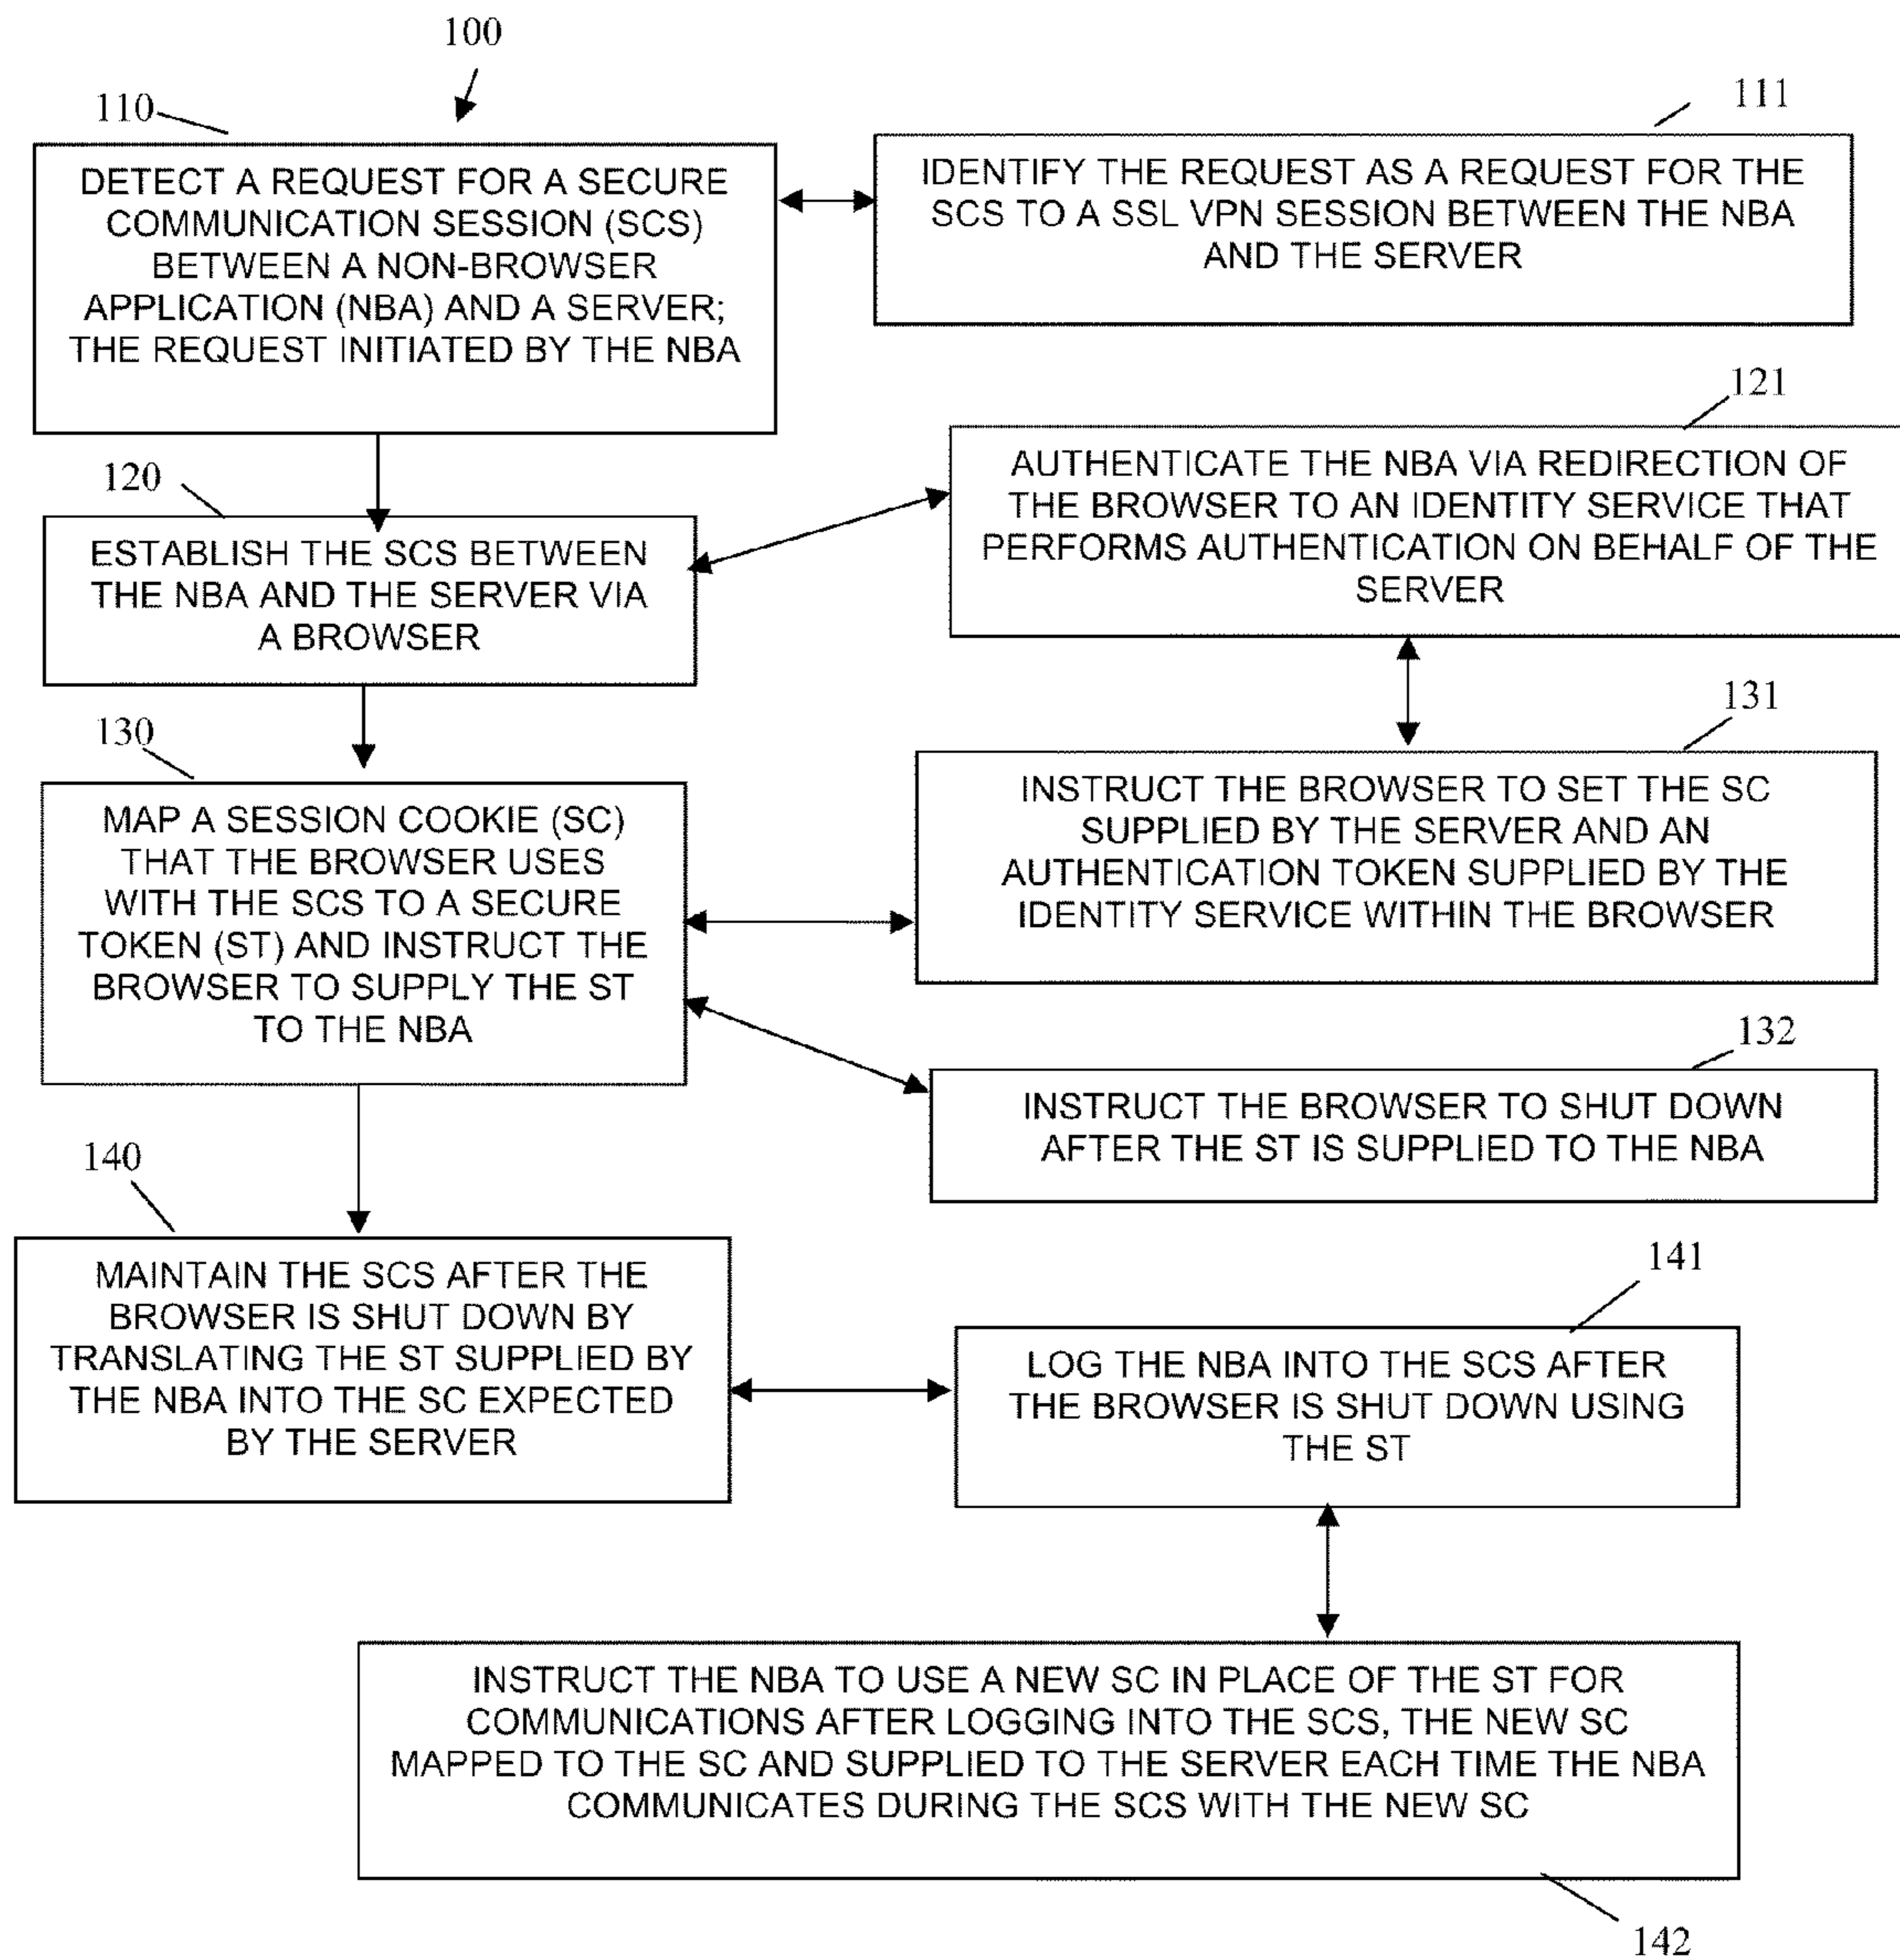 100
110
DETECT A REQUEST FOR A SECURE
COMMUNICATION SESSION (SCS)
BETWEEN A NON-BROWSER
APPLICATION (NBA) AND A SERVER;
THE REQUEST INITIATED BY THE NBA
111
IDENTIFY THE REQUEST AS A REQUEST FOR THE
SCS TO A SSL VPN SESSION BETWEEN THE NBA
AND THE SERVER
120
ESTABLISH THE SCS BETWEEN
THE NBA AND THE SERVER VIA
A BROWSER
121
AUTHENTICATE THE NBA VIA REDIRECTION OF
THE BROWSER TO AN IDENTITY SERVICE THAT
PERFORMS AUTHENTICATION ON BEHALF OF THE
SERVER
130
MAP A SESSION COOKIE (SC)
THAT THE BROWSER USES
WITH THE SCS TO A SECURE
TOKEN (ST) AND INSTRUCT THE
BROWSER TO SUPPLY THE ST
TO THE NBA
131
INSTRUCT THE BROWSER TO SET THE SC
SUPPLIED BY THE SERVER AND AN
AUTHENTICATION TOKEN SUPPLIED BY THE
IDENTITY SERVICE WITHIN THE BROWSER
132
INSTRUCT THE BROWSER TO SHUT DOWN
AFTER THE ST IS SUPPLIED TO THE NBA
140
MAINTAIN THE SCS AFTER THE
BROWSER IS SHUT DOWN BY
TRANSLATING THE ST SUPPLIED BY
THE NBA INTO THE SC EXPECTED
BY THE SERVER
141
LOG THE NBA INTO THE SCS AFTER
THE BROWSER IS SHUT DOWN USING
THE ST
INSTRUCT THE NBA TO USE A NEW SC IN PLACE OF THE ST FOR
COMMUNICATIONS AFTER LOGGING INTO THE SCS, THE NEW SC
MAPPED TO THE SC AND SUPPLIED TO THE SERVER EACH TIME THE NBA
COMMUNICATES DURING THE SCS WITH THE NEW SC
142